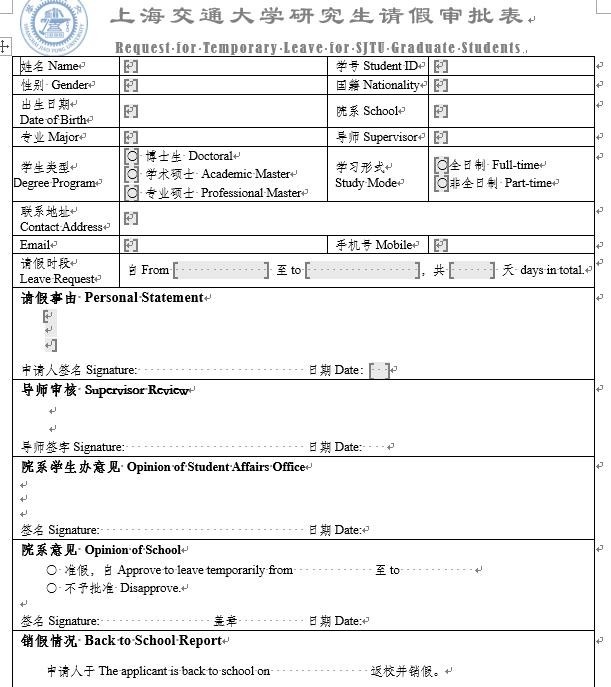 上海交通大学研究生请假审批表
Request for Temporary Leave for SJTU Graduate Students
姓名 Name 学号 Student ID
性别 Gender 国籍 Nationality
出生日期
Date of Birth 院系 School
专业 Major 导师 Supervisor
学生类型
Degree Program
博士生 Doctoral
学术硕士 Academic Master
专业硕士 Professional Master
学习形式
Study Mode
全日制 Full-time
非全日制 Part-time
联系地址
Contact Address
Email 手机号 Mobile
请假时段
Leave Request
自 From 至 to ，共 天 days in total.
请假事由 Personal Statement
申请人签名 Signature: 日期 Date:
导师审核 Supervisor Review
导师签字 Signature: 日期 Date:
院系学生办意见 Opinion of Student Affairs Office
签名 Signature: 日期 Date:
院系意见 Opinion of School
准假，自 Approve to leave temporarily from 至 to
不予批准 Disapprove.
签名 Signature: 盖章 日期 Date:
销假情况 Back to School Report
申请人于 The applicant is back to school on 返校并销假。